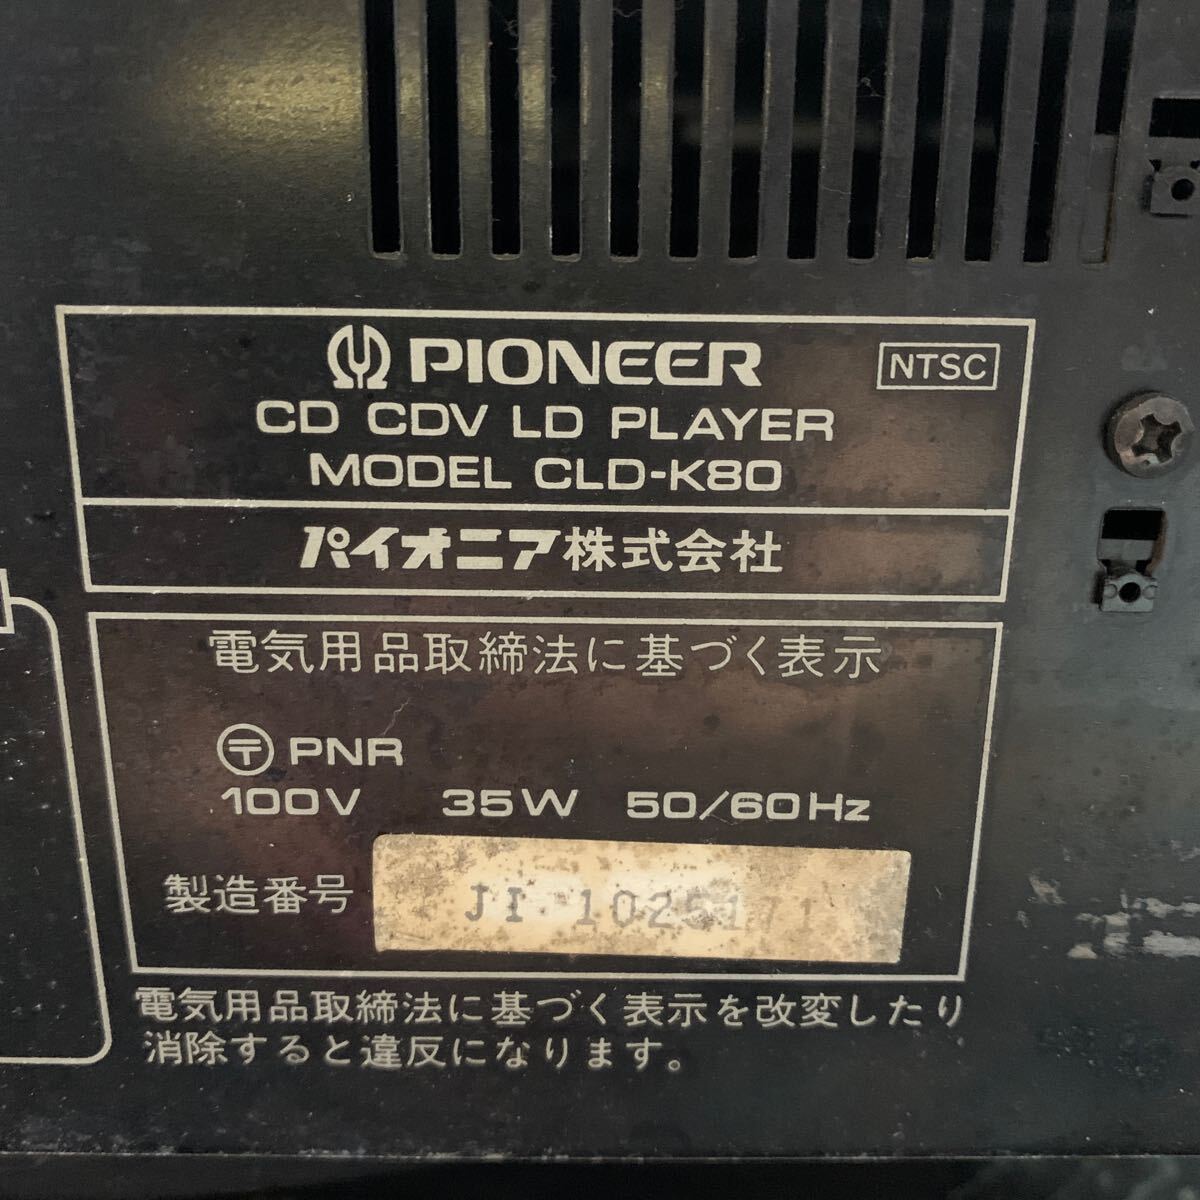 PIONEER
NTSC
CD CDV LD PLAYER
MODEL CLD-K80
パイオニア株式会社
電気用品取締法に基づく表示
〒 PNR
100V 35W 50/60Hz
製造番号 JI 1025171
電気用品取締法に基づく表示を改変したり
消除すると違反になります。